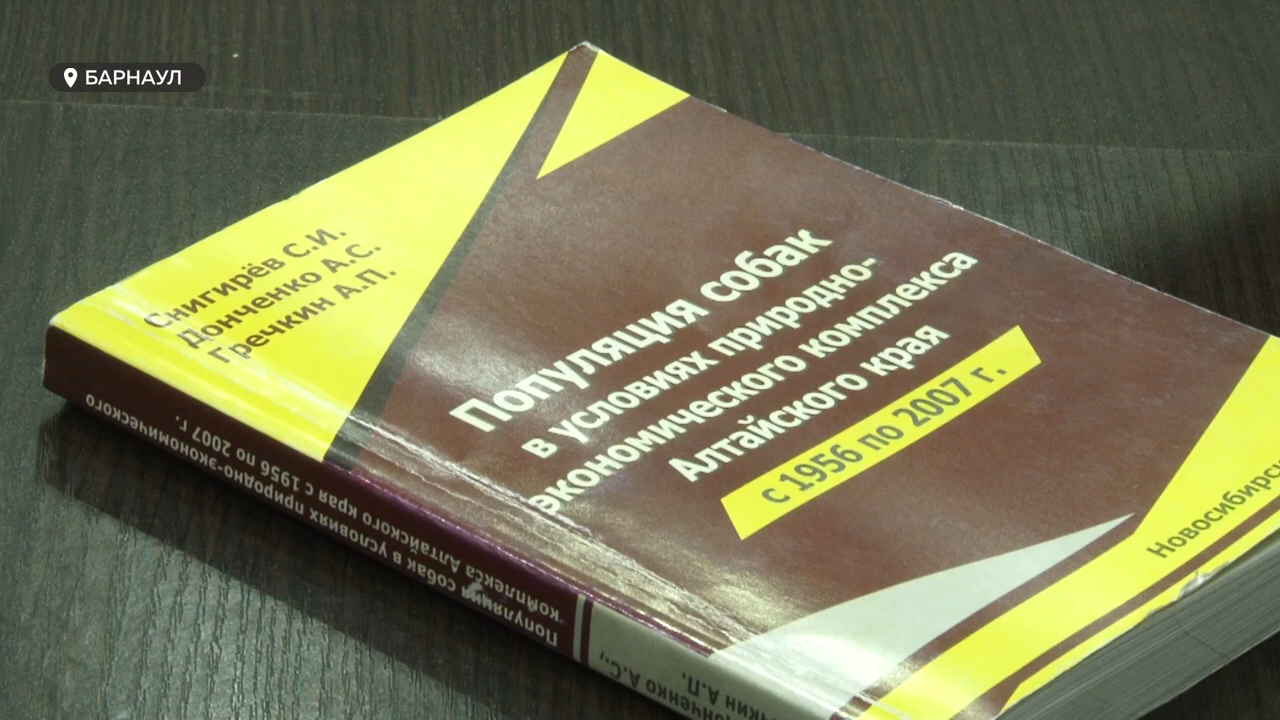 БАРНАУЛ
Снигирёв С.И.
Донченко А.С.
Гречкин А.П.
Популяция собак
в условиях природно-
экономического комплекса
Алтайского края
с 1956 по 2007 г.
Популяция собак в условиях природно-экономического
комплекса Алтайского края с 1956 по 2007 г.